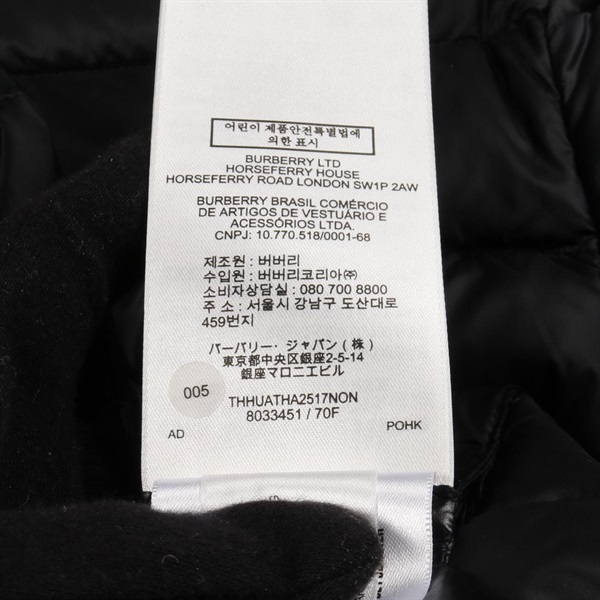 어린이 제품안전특별법에
의한 표시
BURBERRY LTD
HORSEFERRY HOUSE
HORSEFERRY ROAD LONDON SW1P 2AW
BURBERRY BRASIL COMÉRCIO
DE ARTIGOS DE VESTUÁRIO E
ACESSÓRIOS LTDA.
CNPJ: 10.770.518/0001-68
제조원 : 버버리
수입원 : 버버리코리아㈜
소비자상담실 : 080 700 8800
주 소 : 서울시 강남구 도산대로
459번지
バーバリー・ジャパン（株）
東京都中央区銀座2-5-14
銀座マロニエビル
005
THHUATHA2517NON
8033451 / 70F
AD
POHK